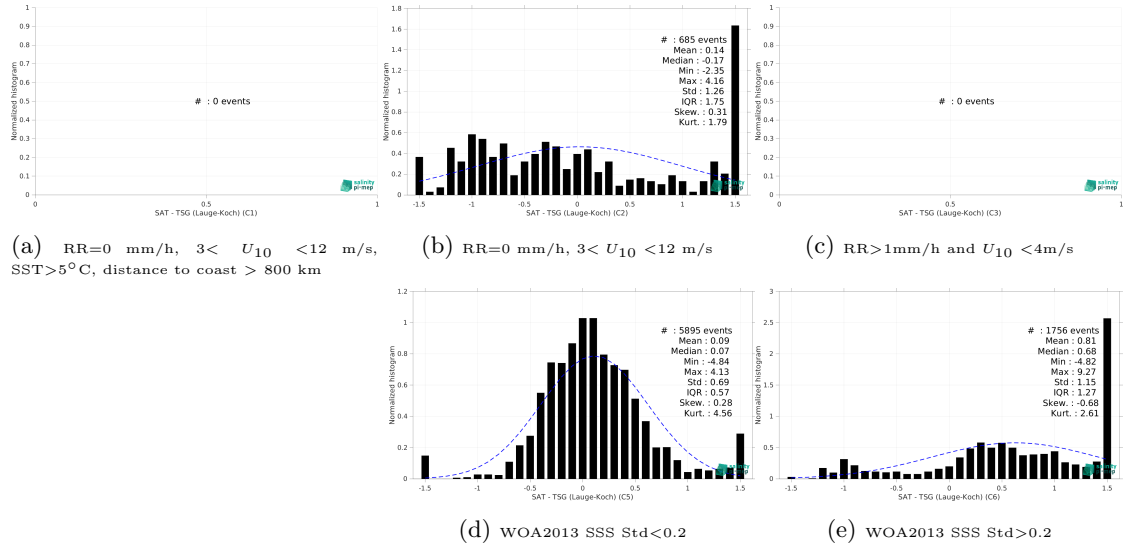 1
0.9
0.8
0.7
0.6
0.5
0.4
0.3
0.2
0.1
0
Normalized histogram
# : 0 events
0 0.5 1
SAT - TSG (Lauge-Koch) (C1)
salinity
pi-mep
(a) RR=0 mm/h, 3< U10 <12 m/s,
SST>5°C, distance to coast > 800 km
1.8
1.6
1.4
1.2
1
0.8
0.6
0.4
0.2
0.0
Normalized histogram
# : 685 events
Mean : 0.14
Median : -0.17
Min : -2.35
Max : 4.16
Std : 1.26
IQR : 1.75
Skew. : 0.31
Kurt. : 1.79
-1.5 -1 -0.5 0 0.5 1 1.5
SAT - TSG (Lauge-Koch) (C2)
salinity
pi-mep
(b) RR=0 mm/h, 3< U10 <12 m/s
1
0.9
0.8
0.7
0.6
0.5
0.4
0.3
0.2
0.1
0
Normalized histogram
# : 0 events
0 0.5 1
SAT - TSG (Lauge-Koch) (C3)
salinity
pi-mep
(c) RR>1mm/h and U10 <4m/s
1.2
1
0.8
0.6
0.4
0.2
0
Normalized histogram
# : 5895 events
Mean : 0.09
Median : 0.07
Min : -4.84
Max : 4.13
Std : 0.69
IQR : 0.57
Skew. : 0.28
Kurt. : 4.56
-1.5 -1 -0.5 0 0.5 1 1.5
SAT - TSG (Lauge-Koch) (C5)
salinity
pi-mep
(d) WOA2013 SSS Std<0.2
3
2.5
2
1.5
1
0.5
0
Normalized histogram
# : 1756 events
Mean : 0.81
Median : 0.68
Min : -4.82
Max : 9.27
Std : 1.15
IQR : 1.27
Skew. : -0.68
Kurt. : 2.61
-1.5 -1 -0.5 0 0.5 1 1.5
SAT - TSG (Lauge-Koch) (C6)
salinity
pi-mep
(e) WOA2013 SSS Std>0.2